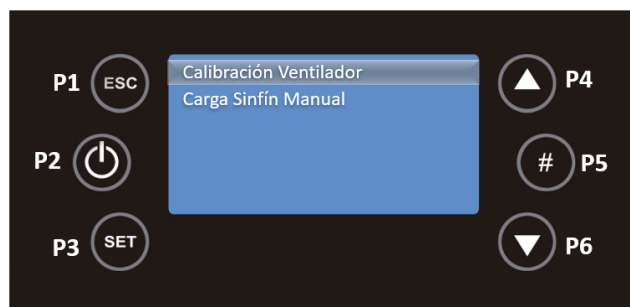 P1 ESC
Calibración Ventilador
Carga Sinfín Manual
P4
P2
# P5
P3 SET
P6